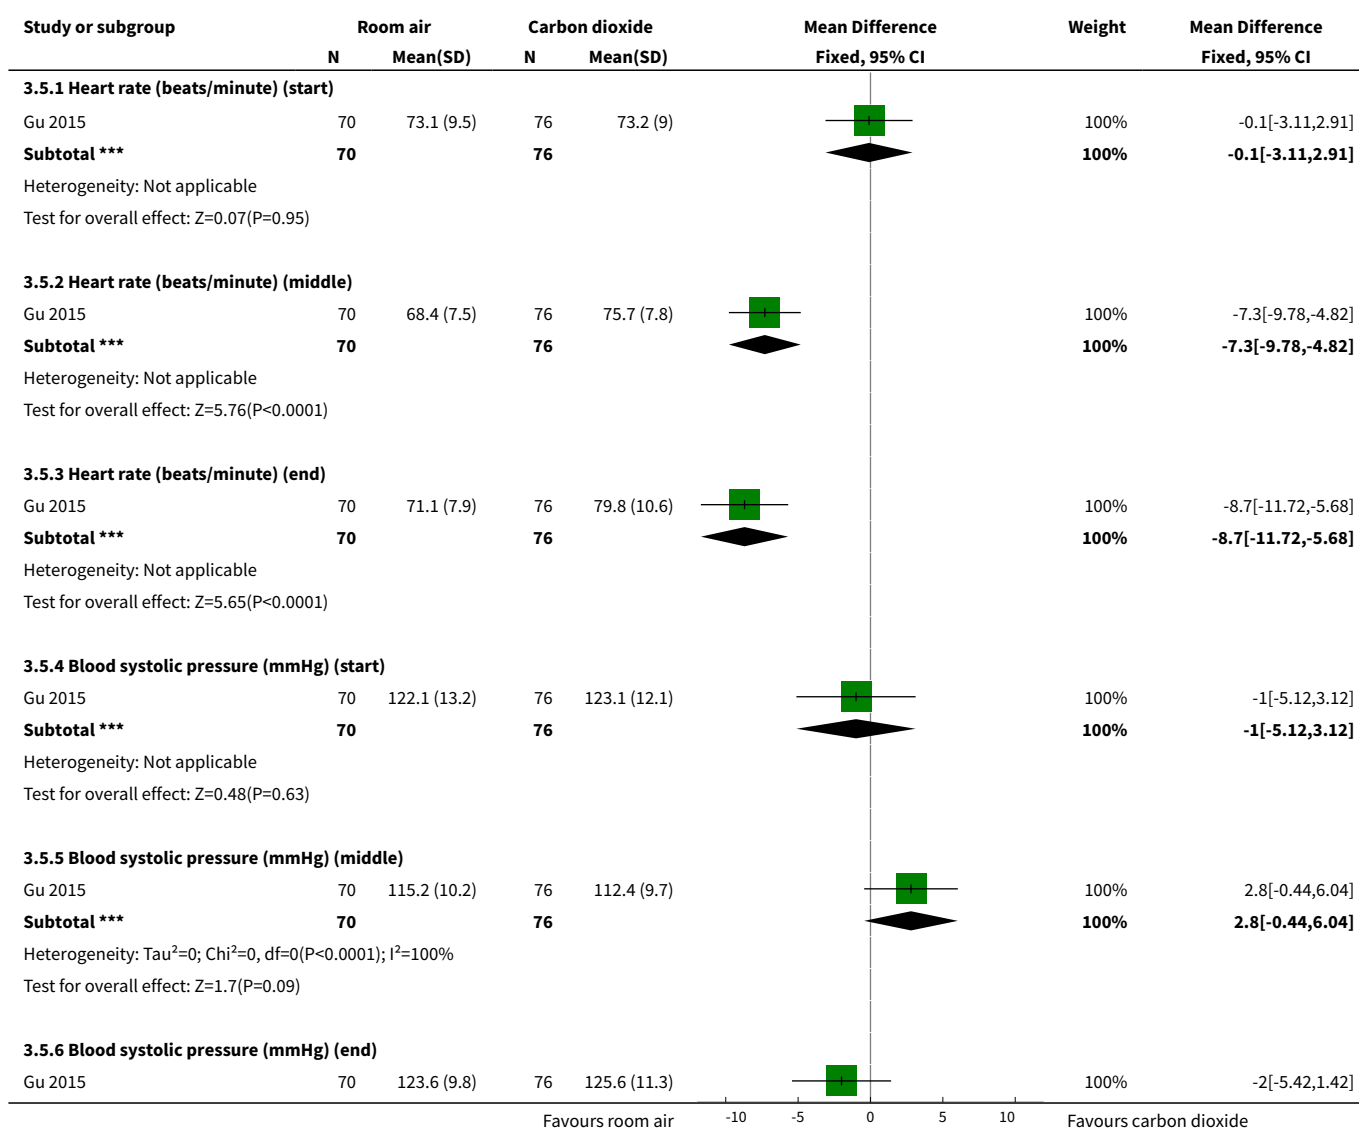 Study or subgroup Room air Carbon dioxide Mean Difference Weight Mean Difference
N Mean(SD) N Mean(SD) Fixed, 95% CI Fixed, 95% CI
3.5.1 Heart rate (beats/minute) (start)
Gu 2015 70 73.1 (9.5) 76 73.2 (9) 100% -0.1[-3.11,2.91]
Subtotal *** 70 76 100% -0.1[-3.11,2.91]
Heterogeneity: Not applicable
Test for overall effect: Z=0.07(P=0.95)
3.5.2 Heart rate (beats/minute) (middle)
Gu 2015 70 68.4 (7.5) 76 75.7 (7.8) 100% -7.3[-9.78,-4.82]
Subtotal *** 70 76 100% -7.3[-9.78,-4.82]
Heterogeneity: Not applicable
Test for overall effect: Z=5.76(P<0.0001)
3.5.3 Heart rate (beats/minute) (end)
Gu 2015 70 71.1 (7.9) 76 79.8 (10.6) 100% -8.7[-11.72,-5.68]
Subtotal *** 70 76 100% -8.7[-11.72,-5.68]
Heterogeneity: Not applicable
Test for overall effect: Z=5.65(P<0.0001)
3.5.4 Blood systolic pressure (mmHg) (start)
Gu 2015 70 122.1 (13.2) 76 123.1 (12.1) 100% -1[-5.12,3.12]
Subtotal *** 70 76 100% -1[-5.12,3.12]
Heterogeneity: Not applicable
Test for overall effect: Z=0.48(P=0.63)
3.5.5 Blood systolic pressure (mmHg) (middle)
Gu 2015 70 115.2 (10.2) 76 112.4 (9.7) 100% 2.8[-0.44,6.04]
Subtotal *** 70 76 100% 2.8[-0.44,6.04]
Heterogeneity: Tau²=0; Chi²=0, df=0(P<0.0001); I²=100%
Test for overall effect: Z=1.7(P=0.09)
3.5.6 Blood systolic pressure (mmHg) (end)
Gu 2015 70 123.6 (9.8) 76 125.6 (11.3) 100% -2[-5.42,1.42]
Favours room air -10 -5 0 5 10 Favours carbon dioxide